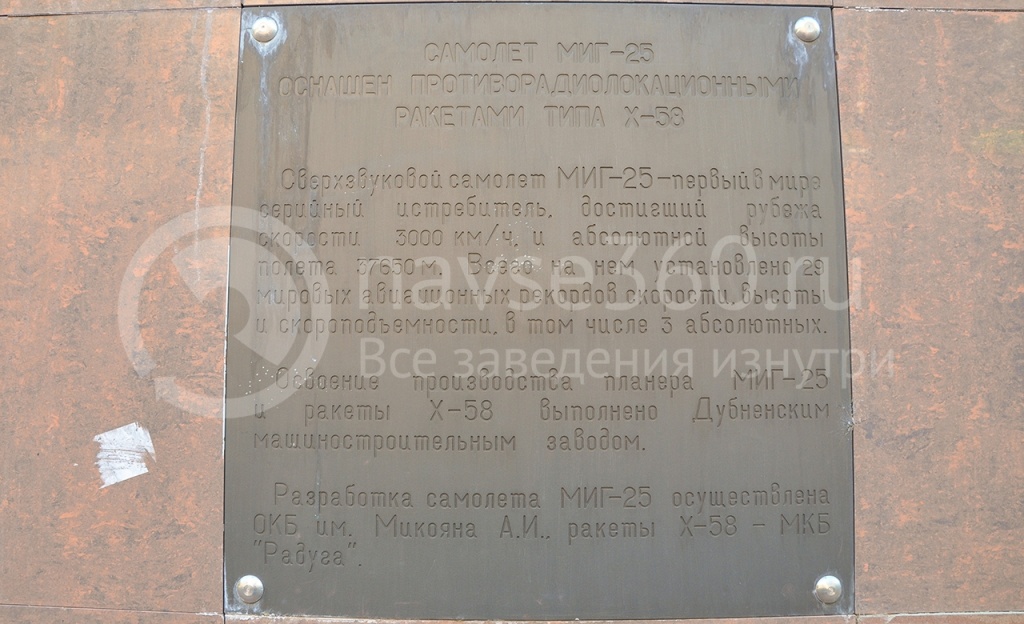 САМОЛЕТ МИГ-25
ОСНАЩЕН ПРОТИВОРАДИОЛОКАЦИОННЫМИ
РАКЕТАМИ ТИПА Х-58
Сверхзвуковой самолет МИГ-25 - первый в мире
серийный истребитель, достигший рубежа
скорости 3000 км/ч, и абсолютной высоты
полета 37650 м. Всего на нем установлено 29
мировых авиационных рекордов скорости, высоты
и скороподъемности, в том числе 3 абсолютных.
Освоение производства планера МИГ-25
и ракеты Х-58 выполнено Дубненским
машиностроительным заводом.
Разработка самолета МИГ-25 осуществлена
ОКБ им. Микояна А.И., ракеты Х-58 - МКБ
"Радуга".
navse360.ru
Все заведения изнутри